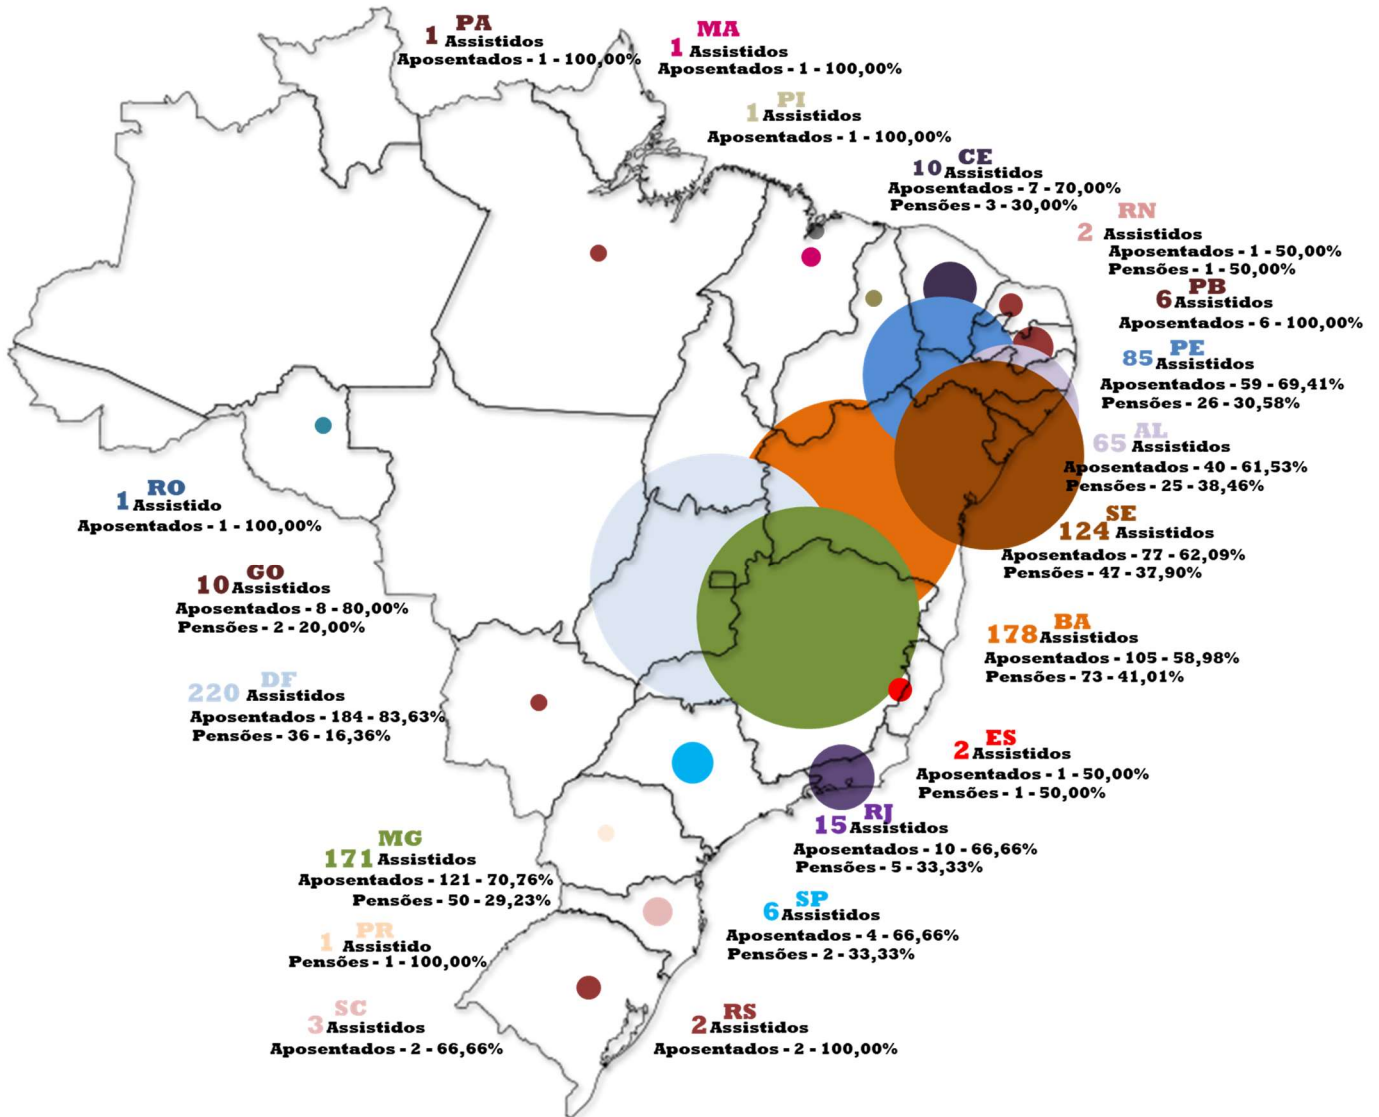 PA
1 Assistidos
Aposentados - 1 - 100,00%
MA
1 Assistidos
Aposentados - 1 - 100,00%
PI
1 Assistidos
Aposentados - 1 - 100,00%
CE
10 Assistidos
Aposentados - 7 - 70,00%
Pensões - 3 - 30,00%
RN
2 Assistidos
Aposentados - 1 - 50,00%
Pensões - 1 - 50,00%
PB
6 Assistidos
Aposentados - 6 - 100,00%
PE
85 Assistidos
Aposentados - 59 - 69,41%
Pensões - 26 - 30,58%
AL
65 Assistidos
Aposentados - 40 - 61,53%
Pensões - 25 - 38,46%
SE
124 Assistidos
Aposentados - 77 - 62,09%
Pensões - 47 - 37,90%
BA
178 Assistidos
Aposentados - 105 - 58,98%
Pensões - 73 - 41,01%
ES
2 Assistidos
Aposentados - 1 - 50,00%
Pensões - 1 - 50,00%
RJ
15 Assistidos
Aposentados - 10 - 66,66%
Pensões - 5 - 33,33%
SP
6 Assistidos
Aposentados - 4 - 66,66%
Pensões - 2 - 33,33%
RS
2 Assistidos
Aposentados - 2 - 100,00%
RO
1 Assistido
Aposentados - 1 - 100,00%
GO
10 Assistidos
Aposentados - 8 - 80,00%
Pensões - 2 - 20,00%
DF
220 Assistidos
Aposentados - 184 - 83,63%
Pensões - 36 - 16,36%
MG
171 Assistidos
Aposentados - 121 - 70,76%
Pensões - 50 - 29,23%
PR
1 Assistido
Pensões - 1 - 100,00%
SC
3 Assistidos
Aposentados - 2 - 66,66%